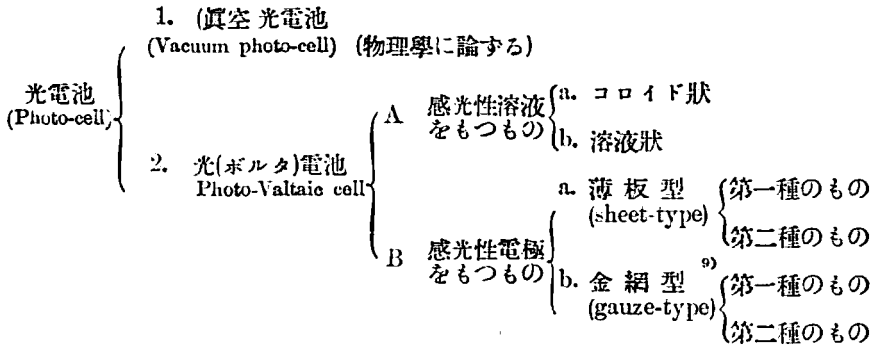 1. (眞空光電池
(Vacuum photo-cell) (物理學に論ずる)
光電池
(Photo-cell)
A 感光性溶液
をもつもの
a. コロイド狀
b. 溶液狀
2. 光(ボルタ)電池
Photo-Valtaic cell
B 感光性電極
をもつもの
a. 薄板型
(sheet-type)
第一種のもの
第二種のもの
b. 金網型 9)
(gauze-type)
第一種のもの
第二種のもの